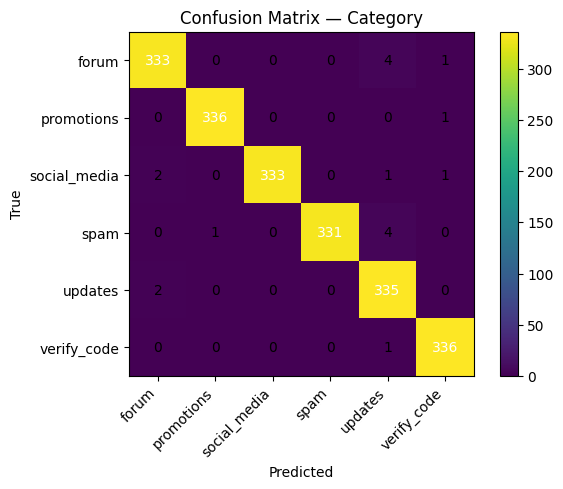 Confusion Matrix — Category
True
forum 333 0 0 0 4 1
promotions 0 336 0 0 0 1
social_media 2 0 333 0 1 1
spam 0 1 0 331 4 0
updates 2 0 0 0 335 0
verify_code 0 0 0 0 1 336
forum promotions social_media spam updates verify_code
Predicted
300
250
200
150
100
50
0